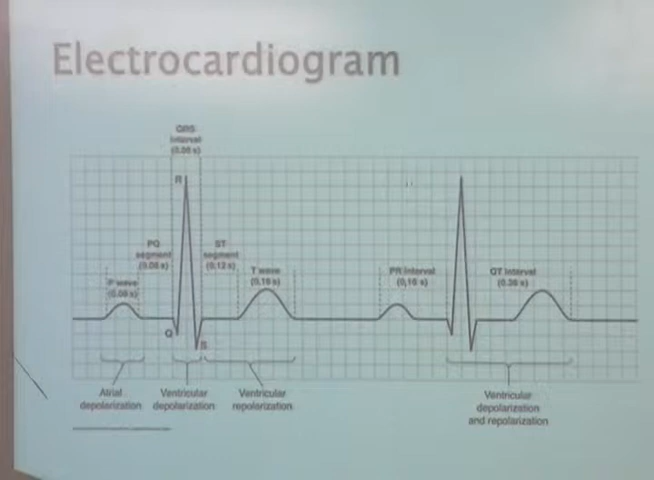 Electrocardiogram
QRS
interval
(0.08 s)
R
PQ
segment
(0.08 s)
ST
segment
(0.12 s)
P wave
(0.08 s)
T wave
(0.16 s)
PR interval
(0.16 s)
QT interval
(0.36 s)
Q
S
Atrial
depolarization
Ventricular
depolarization
Ventricular
repolarization
Ventricular
depolarization
and repolarization